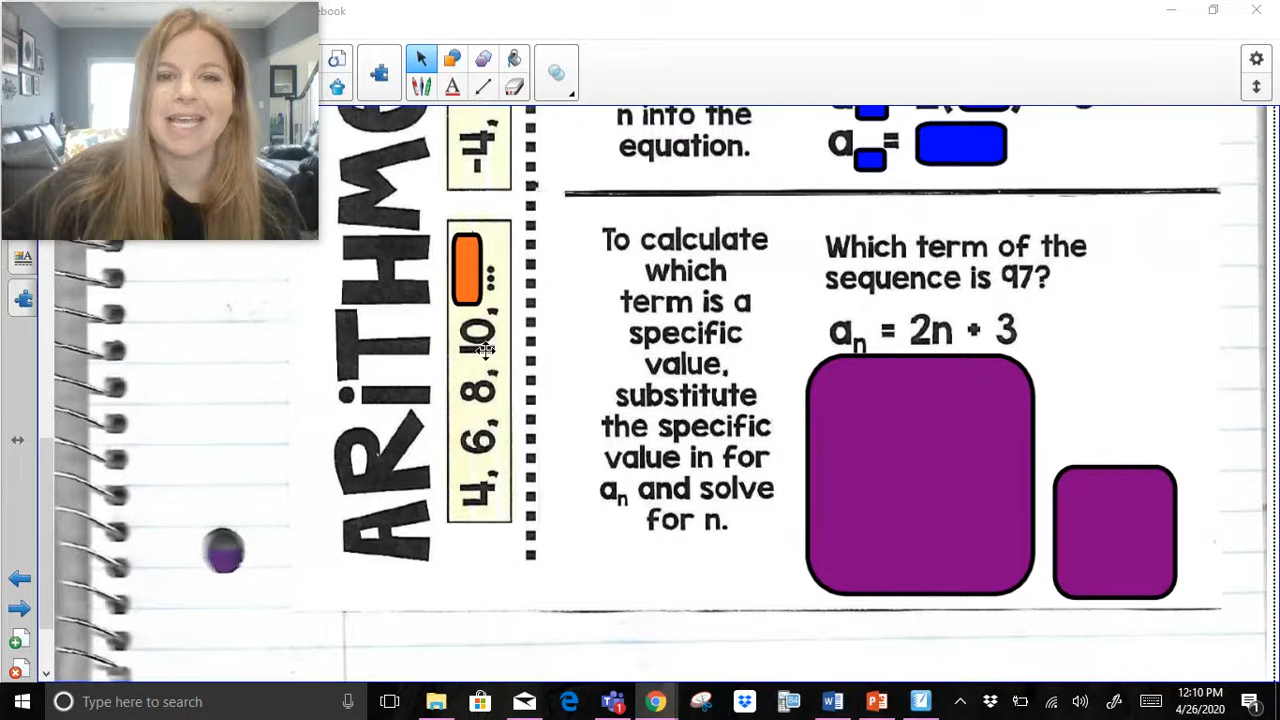 ebook
n into the
equation.
a =
To calculate
which
term is a
specific
value,
substitute
the specific
value in for
an and solve
for n.
Which term of the
sequence is 97?
an = 2n + 3
ARiTHM
-4,
4, 6, 8, 10, ...
Type here to search
12:10 PM
4/26/2020